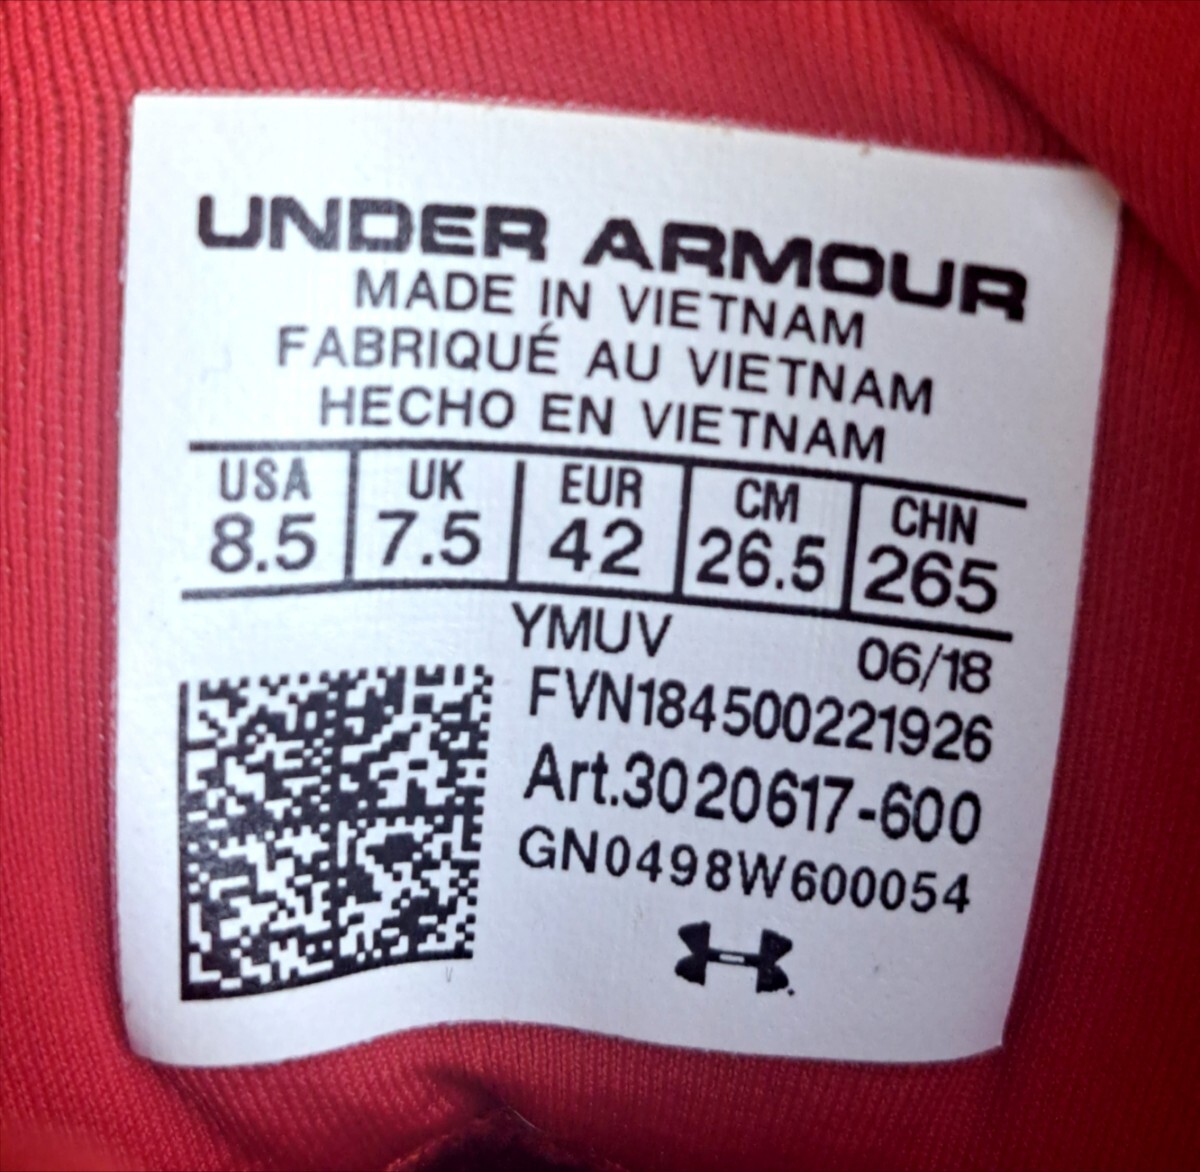 UNDER ARMOUR
MADE IN VIETNAM
FABRIQUÉ AU VIETNAM
HECHO EN VIETNAM
USA UK EUR CM CHN
8.5 7.5 42 26.5 265
YMUV 06/18
FVN184500221926
Art.3020617-600
GN0498W600054